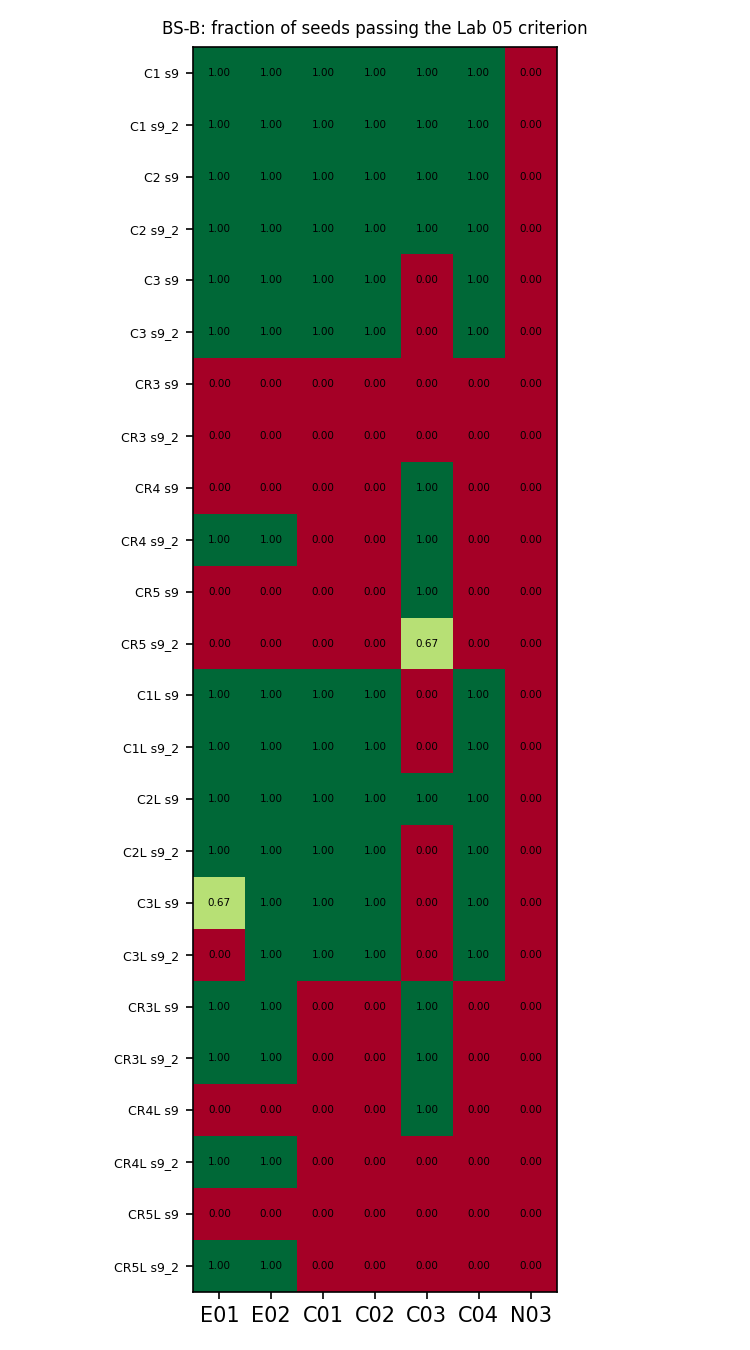 BS-B: fraction of seeds passing the Lab 05 criterion
C1 s9 1.00 1.00 1.00 1.00 1.00 1.00 0.00
C1 s9_2 1.00 1.00 1.00 1.00 1.00 1.00 0.00
C2 s9 1.00 1.00 1.00 1.00 1.00 1.00 0.00
C2 s9_2 1.00 1.00 1.00 1.00 1.00 1.00 0.00
C3 s9 1.00 1.00 1.00 1.00 0.00 1.00 0.00
C3 s9_2 1.00 1.00 1.00 1.00 0.00 1.00 0.00
CR3 s9 0.00 0.00 0.00 0.00 0.00 0.00 0.00
CR3 s9_2 0.00 0.00 0.00 0.00 0.00 0.00 0.00
CR4 s9 0.00 0.00 0.00 0.00 1.00 0.00 0.00
CR4 s9_2 1.00 1.00 0.00 0.00 1.00 0.00 0.00
CR5 s9 0.00 0.00 0.00 0.00 1.00 0.00 0.00
CR5 s9_2 0.00 0.00 0.00 0.00 0.67 0.00 0.00
C1L s9 1.00 1.00 1.00 1.00 0.00 1.00 0.00
C1L s9_2 1.00 1.00 1.00 1.00 0.00 1.00 0.00
C2L s9 1.00 1.00 1.00 1.00 1.00 1.00 0.00
C2L s9_2 1.00 1.00 1.00 1.00 0.00 1.00 0.00
C3L s9 0.67 1.00 1.00 1.00 0.00 1.00 0.00
C3L s9_2 0.00 1.00 1.00 1.00 0.00 1.00 0.00
CR3L s9 1.00 1.00 0.00 0.00 1.00 0.00 0.00
CR3L s9_2 1.00 1.00 0.00 0.00 1.00 0.00 0.00
CR4L s9 0.00 0.00 0.00 0.00 1.00 0.00 0.00
CR4L s9_2 1.00 1.00 0.00 0.00 0.00 0.00 0.00
CR5L s9 0.00 0.00 0.00 0.00 0.00 0.00 0.00
CR5L s9_2 1.00 1.00 0.00 0.00 0.00 0.00 0.00
E01 E02 C01 C02 C03 C04 N03